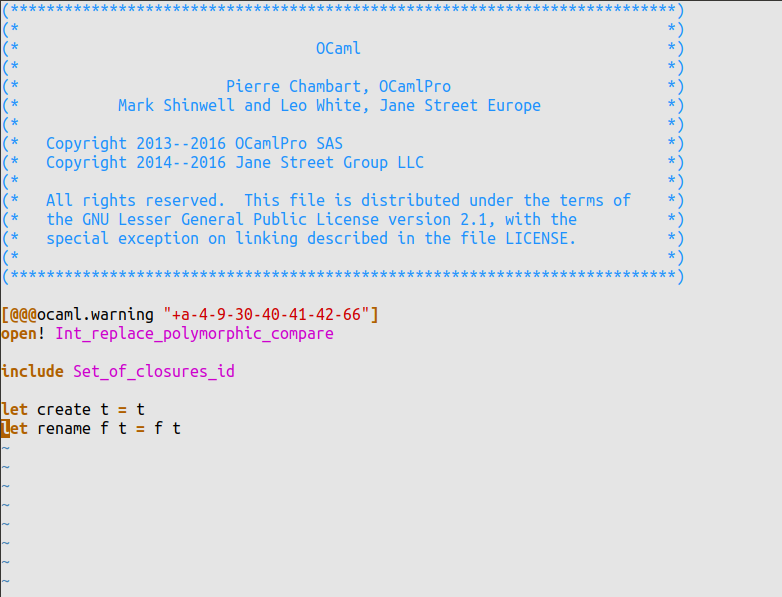 (**************************************************************************)
(*                                                                        *)
(*                                 OCaml                                  *)
(*                                                                        *)
(*                       Pierre Chambart, OCamlPro                        *)
(*           Mark Shinwell and Leo White, Jane Street Europe              *)
(*                                                                        *)
(*   Copyright 2013--2016 OCamlPro SAS                                    *)
(*   Copyright 2014--2016 Jane Street Group LLC                           *)
(*                                                                        *)
(*   All rights reserved.  This file is distributed under the terms of    *)
(*   the GNU Lesser General Public License version 2.1, with the          *)
(*   special exception on linking described in the file LICENSE.          *)
(*                                                                        *)
(**************************************************************************)

[@@@ocaml.warning "+a-4-9-30-40-41-42-66"]
open! Int_replace_polymorphic_compare

include Set_of_closures_id

let create t = t
let rename f t = f t
~
~
~
~
~
~
~
~